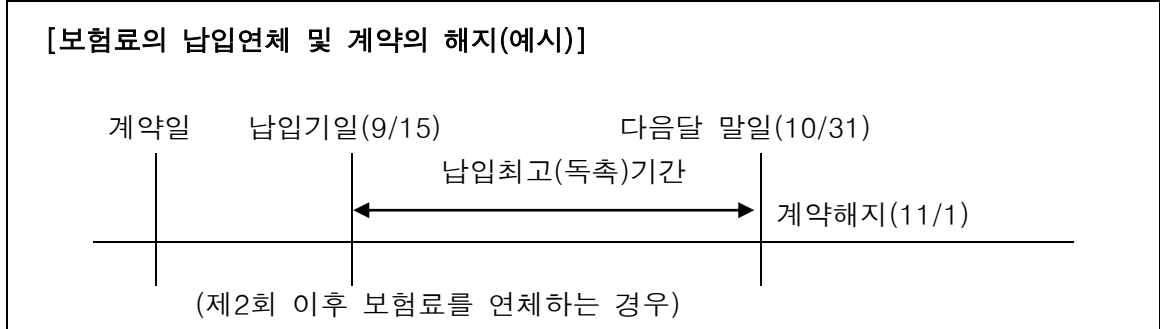 [보험료의 납입연체 및 계약의 해지(예시)]
계약일 납입기일(9/15) 다음달 말일(10/31)
납입최고(독촉)기간
계약해지(11/1)
(제2회 이후 보험료를 연체하는 경우)